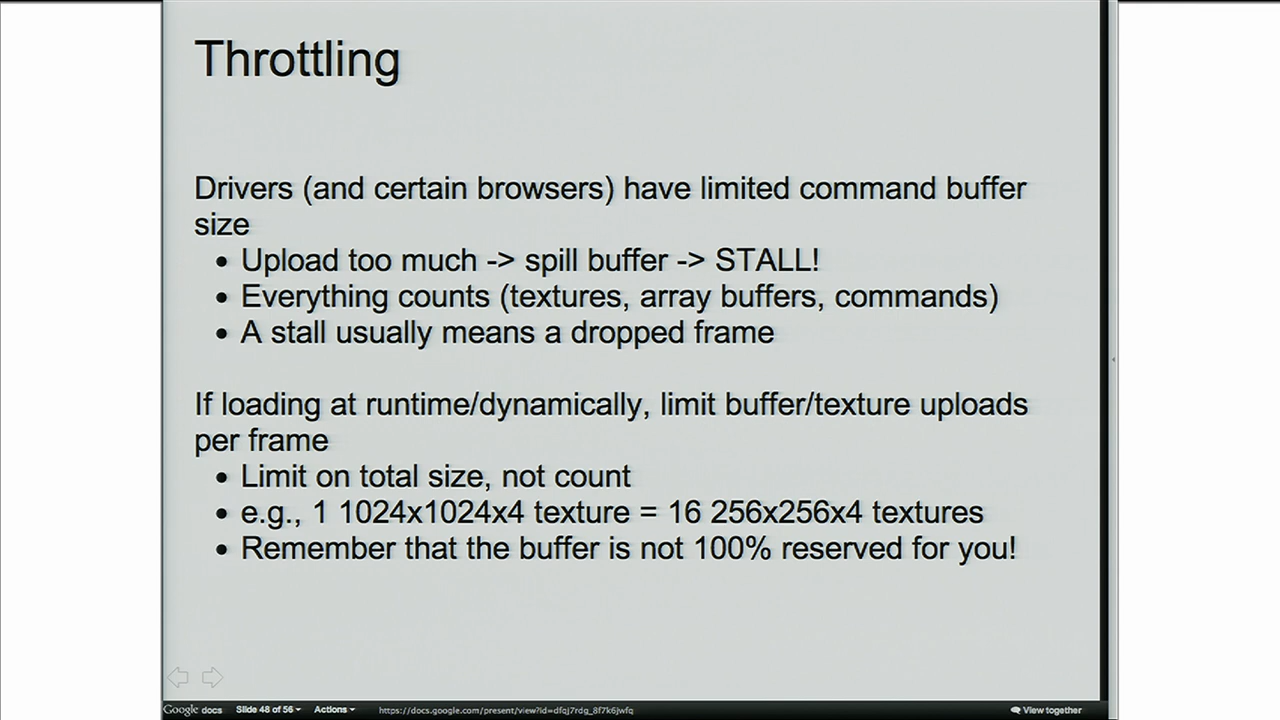 Throttling
Drivers (and certain browsers) have limited command buffer
size
• Upload too much -> spill buffer -> STALL!
• Everything counts (textures, array buffers, commands)
• A stall usually means a dropped frame
If loading at runtime/dynamically, limit buffer/texture uploads
per frame
• Limit on total size, not count
• e.g., 1 1024x1024x4 texture = 16 256x256x4 textures
• Remember that the buffer is not 100% reserved for you!
Google docs Slide 48 of 56 Actions https://docs.google.com/present/view?id=dfqj7rdg_8f7k6jwfq View together